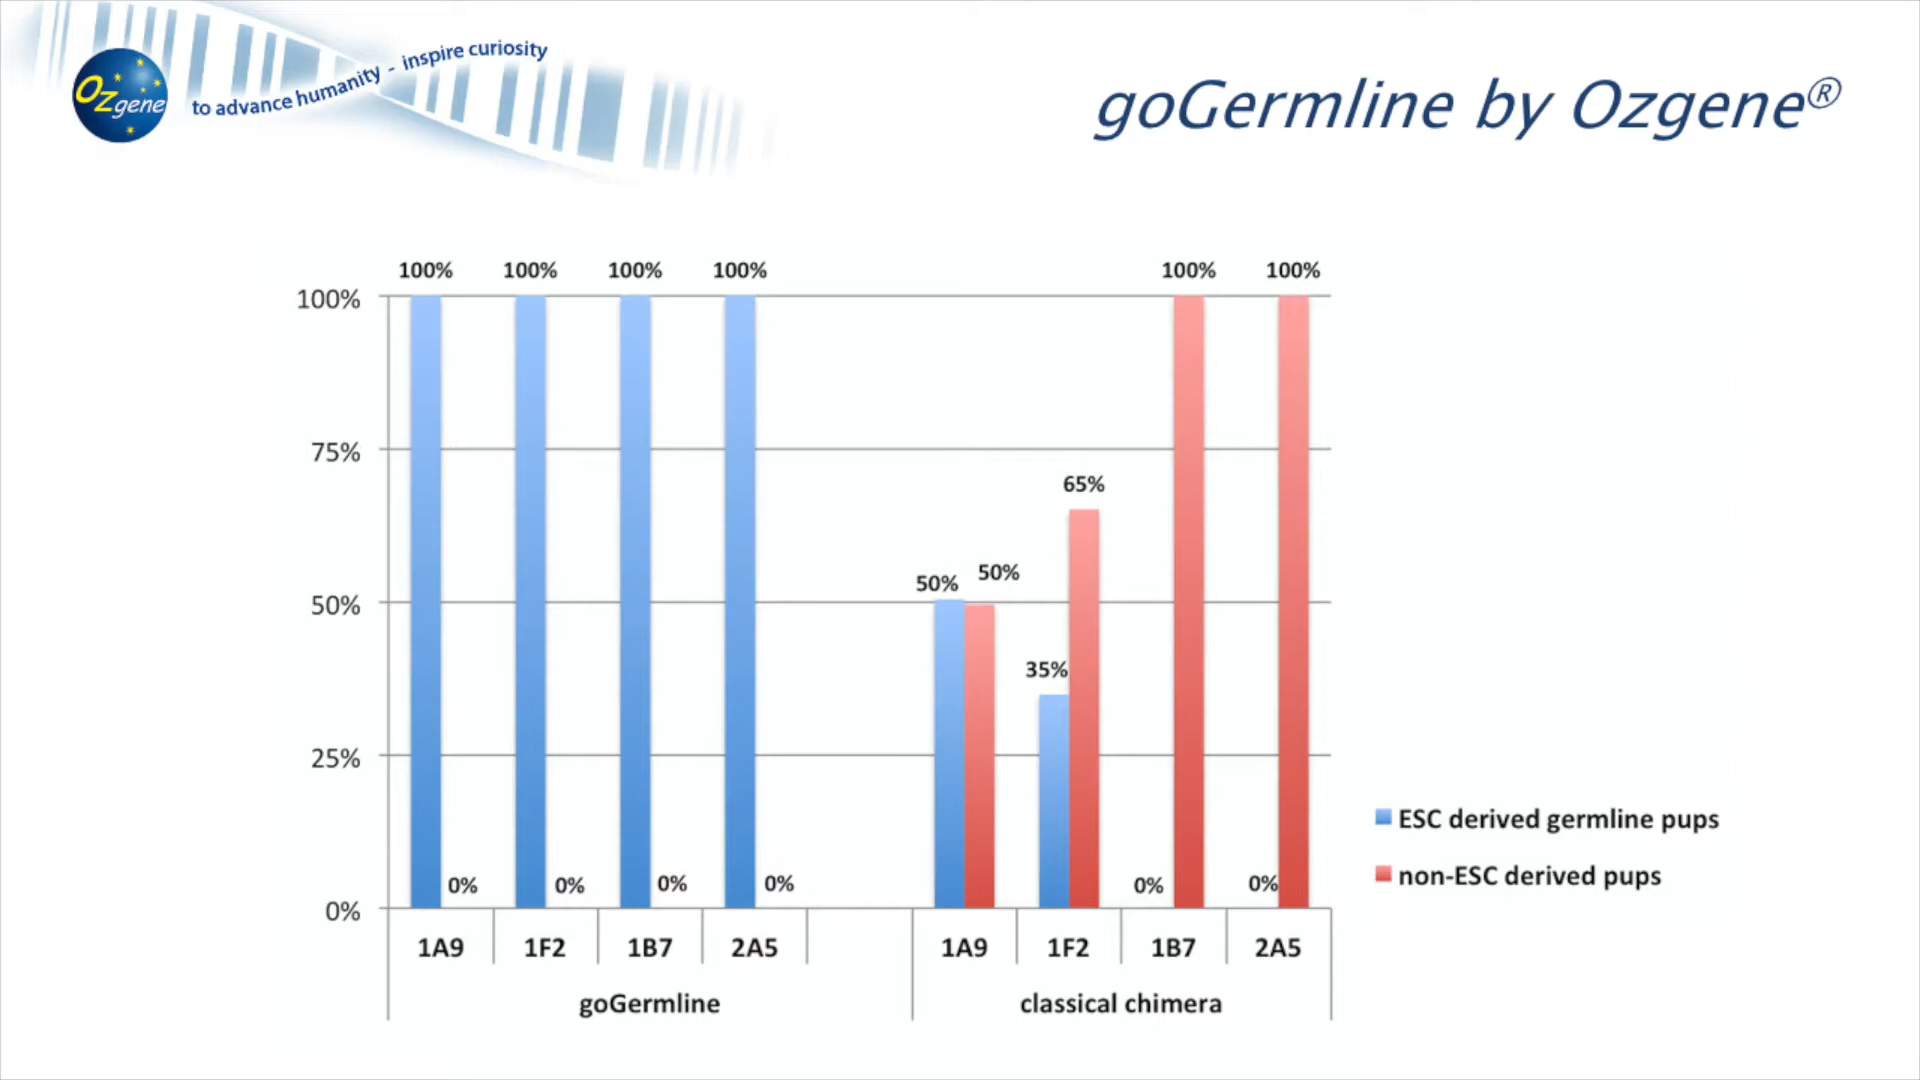 Ozgene
to advance humanity - inspire curiosity
goGermline by Ozgene®
100% 100% 100% 100% 100% 100%
100%
75%
65%
50% 50%
50%
35%
25%
ESC derived germline pups
non-ESC derived pups
0% 0% 0% 0% 0% 0%
0%
1A9 1F2 1B7 2A5 1A9 1F2 1B7 2A5
goGermline classical chimera